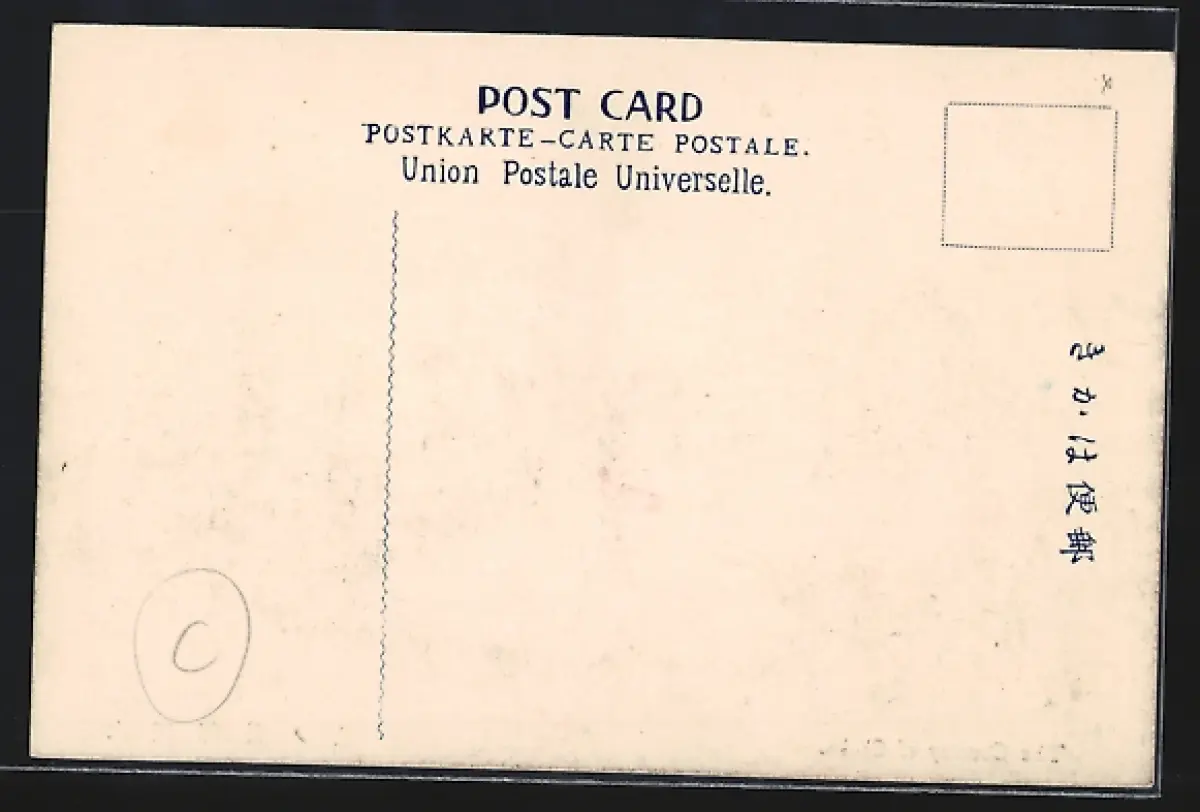 POST CARD
POSTKARTE-CARTE POSTALE.
Union Postale Universelle.
郵便はかき
C